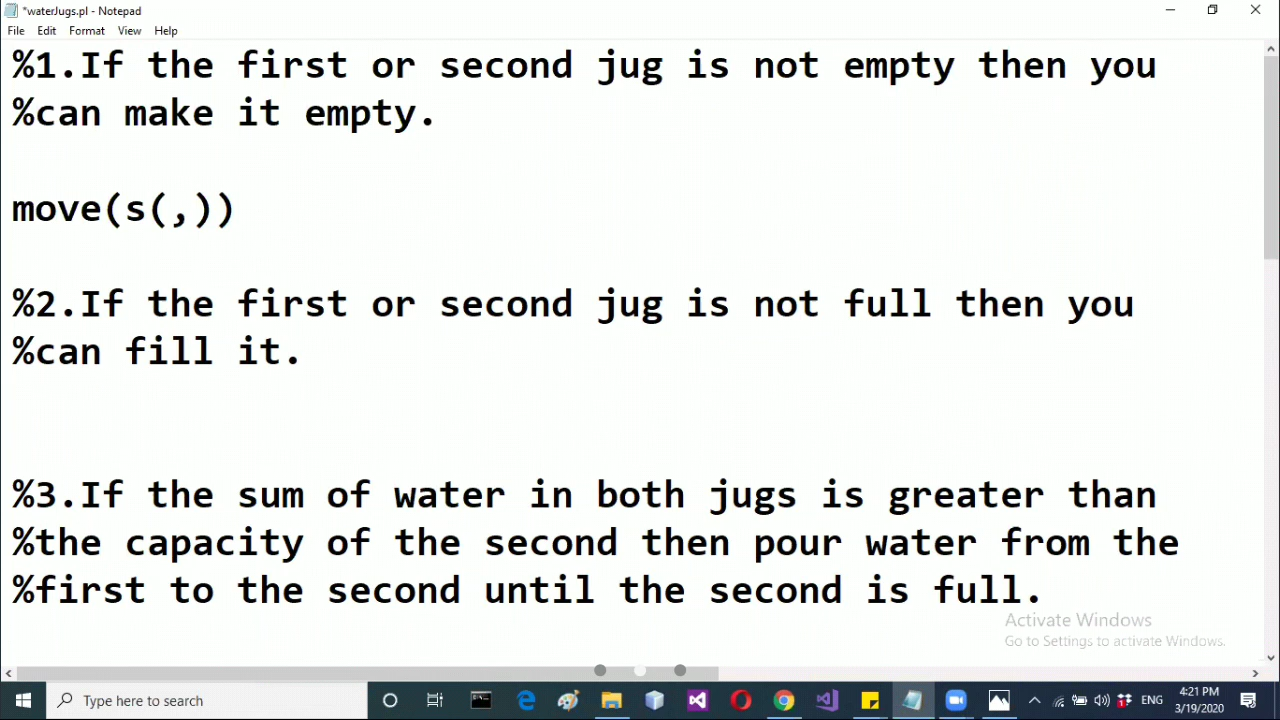 *waterJugs.pl - Notepad
File Edit Format View Help
%1.If the first or second jug is not empty then you
%can make it empty.
move(s(,))
%2.If the first or second jug is not full then you
%can fill it.
%3.If the sum of water in both jugs is greater than
%the capacity of the second then pour water from the
%first to the second until the second is full.
Activate Windows
Go to Settings to activate Windows.
Type here to search
ENG
4:21 PM
3/19/2020